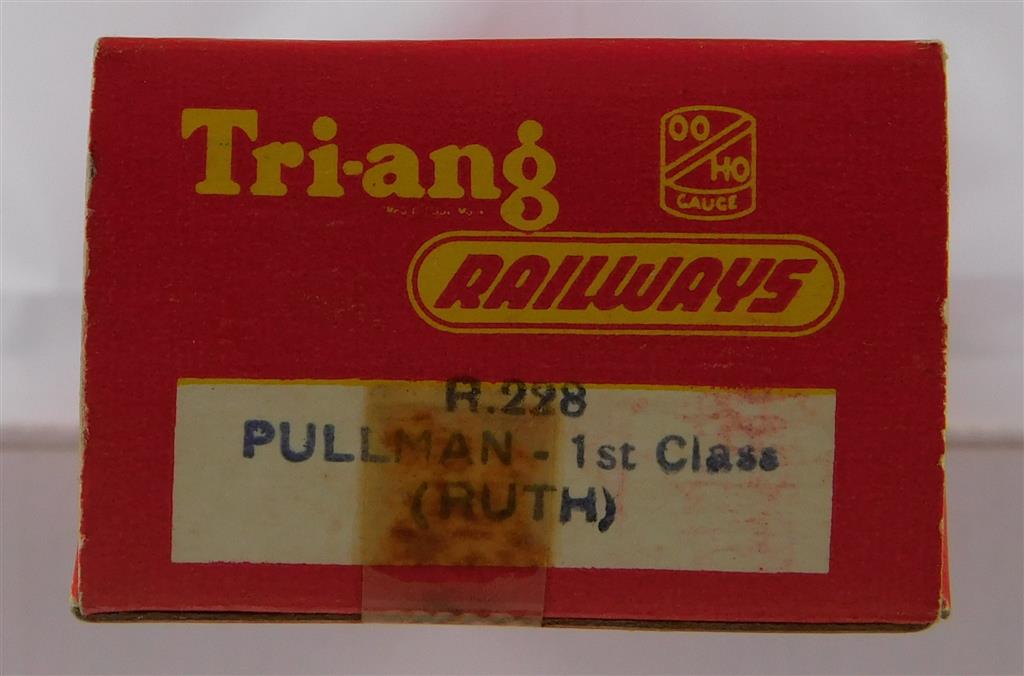 Tri-ang
OO
HO
GAUGE
RAILWAYS
R.228
PULLMAN - 1st Class
(RUTH)